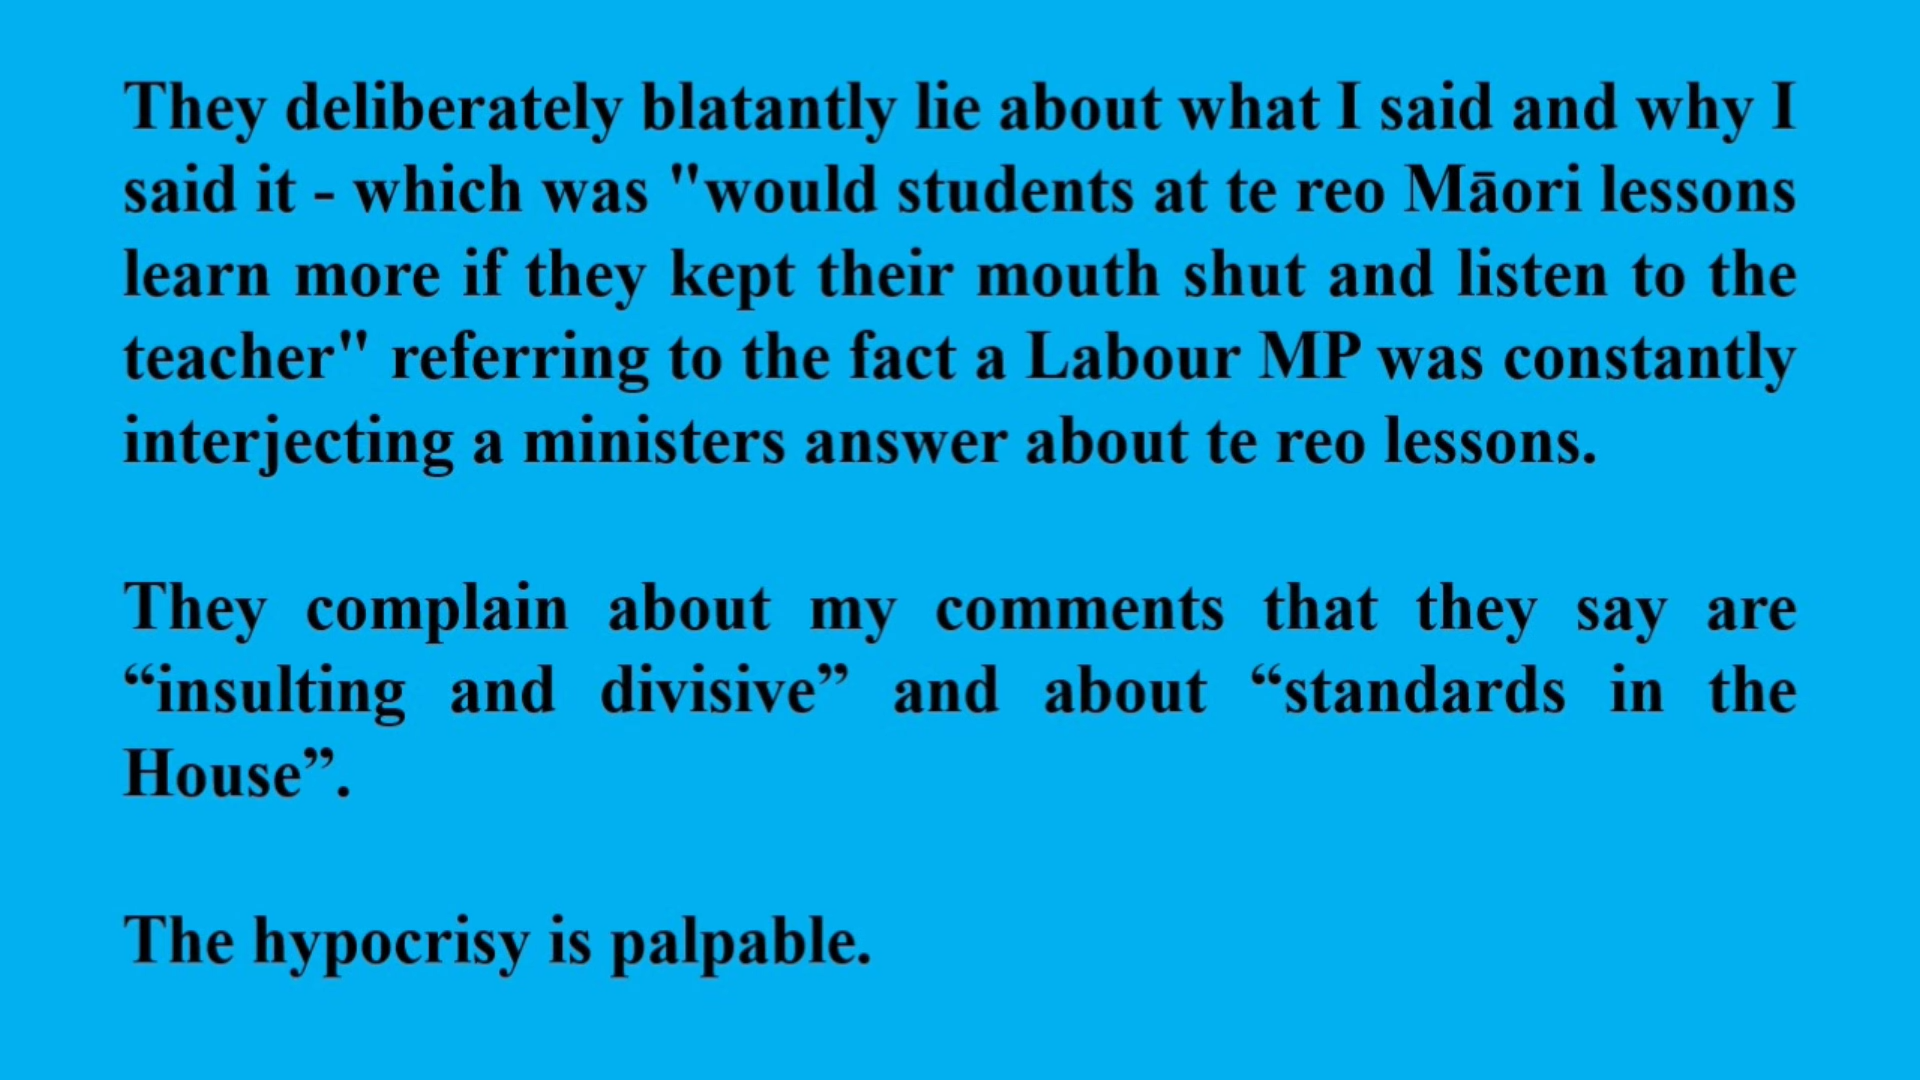 They deliberately blatantly lie about what I said and why I
said it - which was "would students at te reo Māori lessons
learn more if they kept their mouth shut and listen to the
teacher" referring to the fact a Labour MP was constantly
interjecting a ministers answer about te reo lessons.
They complain about my comments that they say are
“insulting and divisive” and about “standards in the
House”.
The hypocrisy is palpable.